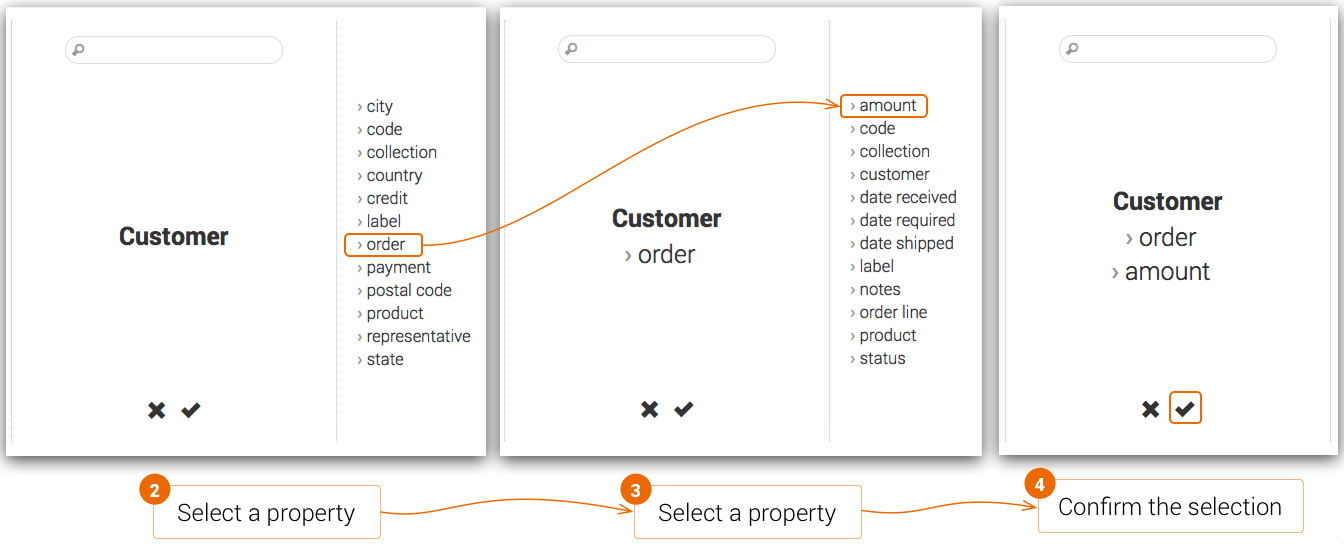 Customer
› city
› code
› collection
› country
› credit
› label
› order
› payment
› postal code
› product
› representative
› state
Customer
› order
› amount
› code
› collection
› customer
› date received
› date required
› date shipped
› label
› notes
› order line
› product
› status
Customer
› order
› amount
2
Select a property
3
Select a property
4
Confirm the selection